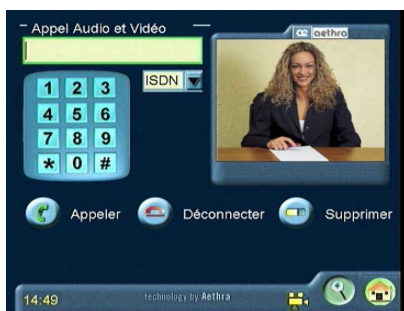 Appel Audio et Vidéo
aethra
ISDN
1 2 3
4 5 6
7 8 9
* 0 #
Appeler
Déconnecter
Supprimer
14:49
technology by Aethra